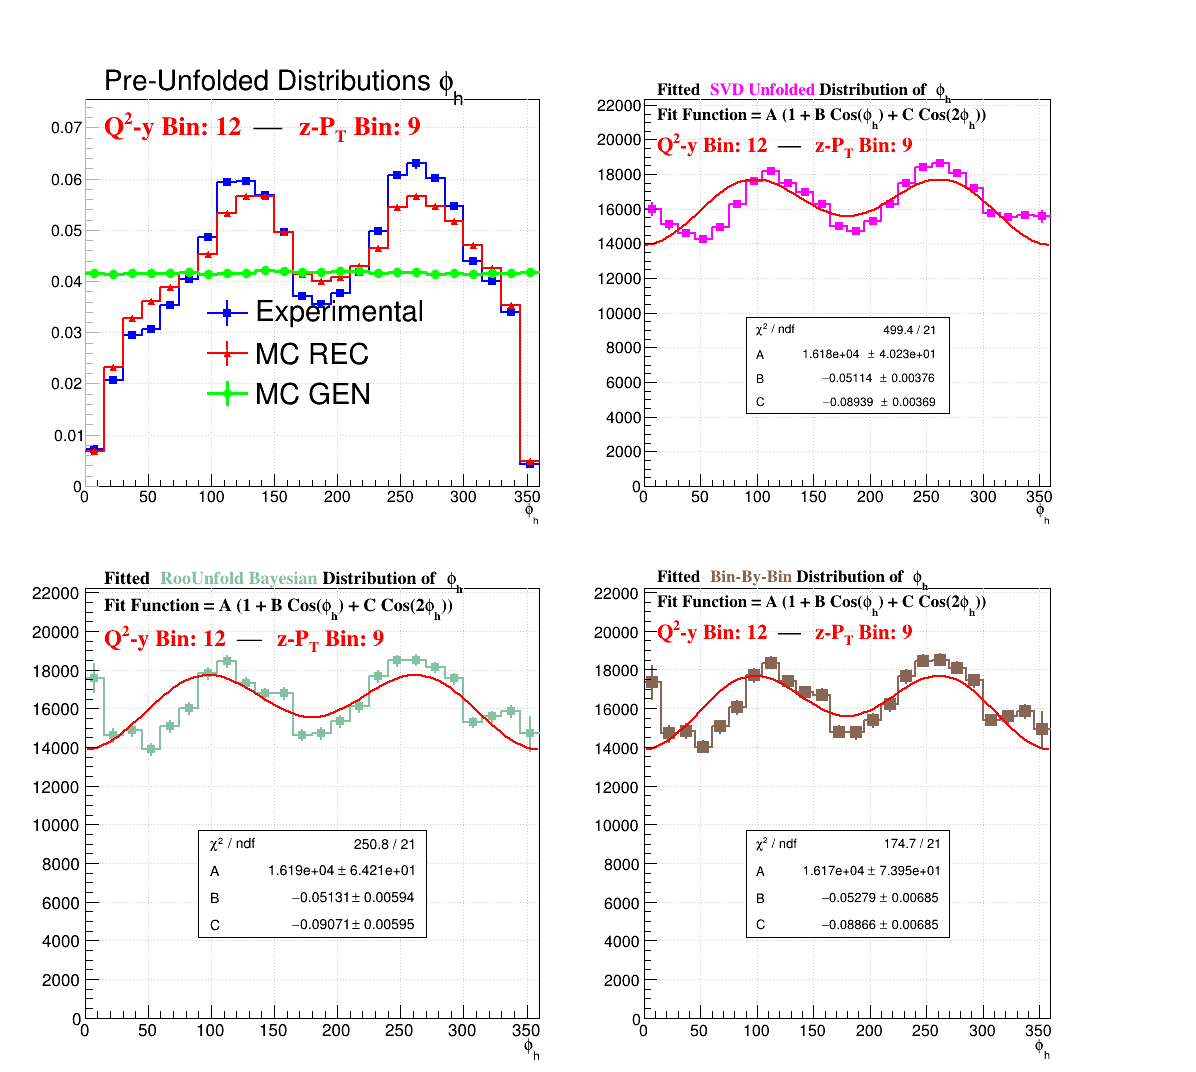 Pre-Unfolded Distributions ϕh
Q²-y Bin: 12 — z-PT Bin: 9
0.07
0.06
0.05
0.04
0.03
0.02
0.01
0
Experimental
MC REC
MC GEN
0 50 100 150 200 250 300 350
ϕh
Fitted SVD Unfolded Distribution of ϕh
Fit Function = A (1 + B Cos(ϕh) + C Cos(2ϕh))
Q²-y Bin: 12 — z-PT Bin: 9
22000
20000
18000
16000
14000
12000
10000
8000
6000
4000
2000
0
χ² / ndf 499.4 / 21
A 1.618e+04 ± 4.023e+01
B −0.05114 ± 0.00376
C −0.08939 ± 0.00369
0 50 100 150 200 250 300 350
ϕh
Fitted RooUnfold Bayesian Distribution of ϕh
Fit Function = A (1 + B Cos(ϕh) + C Cos(2ϕh))
Q²-y Bin: 12 — z-PT Bin: 9
22000
20000
18000
16000
14000
12000
10000
8000
6000
4000
2000
0
χ² / ndf 250.8 / 21
A 1.619e+04 ± 6.421e+01
B −0.05131 ± 0.00594
C −0.09071 ± 0.00595
0 50 100 150 200 250 300 350
ϕh
Fitted Bin-By-Bin Distribution of ϕh
Fit Function = A (1 + B Cos(ϕh) + C Cos(2ϕh))
Q²-y Bin: 12 — z-PT Bin: 9
22000
20000
18000
16000
14000
12000
10000
8000
6000
4000
2000
0
χ² / ndf 174.7 / 21
A 1.617e+04 ± 7.395e+01
B −0.05279 ± 0.00685
C −0.08866 ± 0.00685
0 50 100 150 200 250 300 350
ϕh